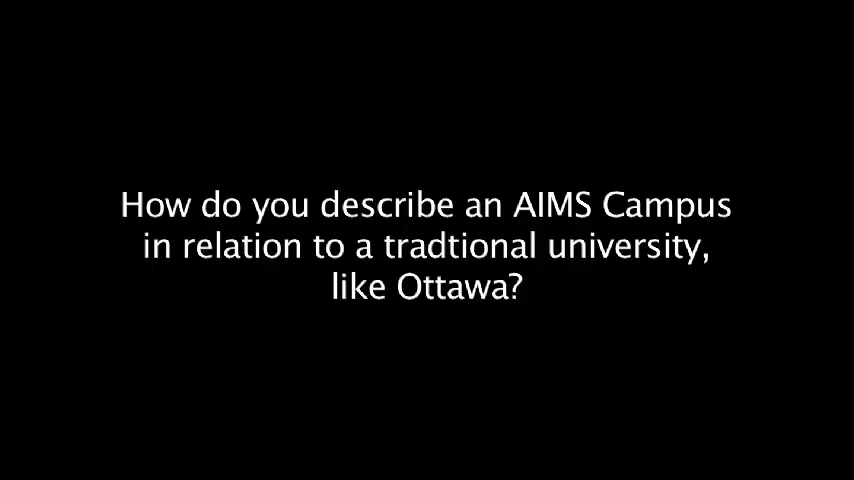 How do you describe an AIMS Campus
in relation to a tradtional university,
like Ottawa?